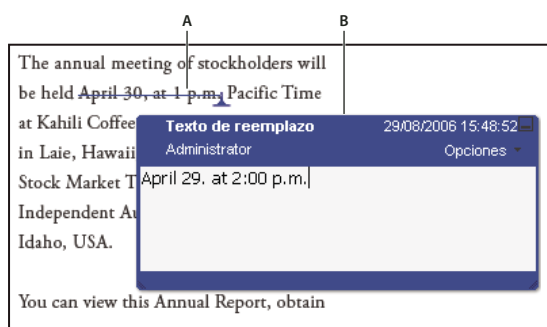 A B
The annual meeting of stockholders will
be held April 30, at 1 p.m., Pacific Time
at Kahili Coffee
in Laie, Hawaii
Stock Market T
Independent Au
Idaho, USA.
You can view this Annual Report, obtain
Texto de reemplazo 29/08/2006 15:48:52
Administrator Opciones
April 29. at 2:00 p.m.